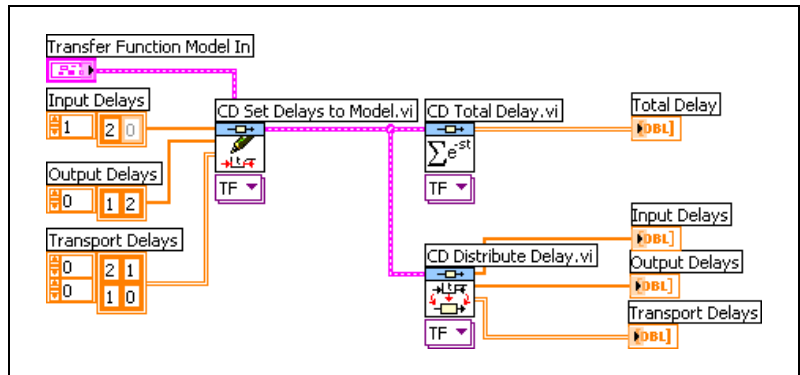 Transfer Function Model In
Input Delays
1 2 0
Output Delays
0 1 2
Transport Delays
0 2 1
0 1 0
CD Set Delays to Model.vi
TF
CD Total Delay.vi
∑e^-st
TF
CD Distribute Delay.vi
TF
Total Delay
DBL]
Input Delays
DBL]
Output Delays
DBL]
Transport Delays
DBL]